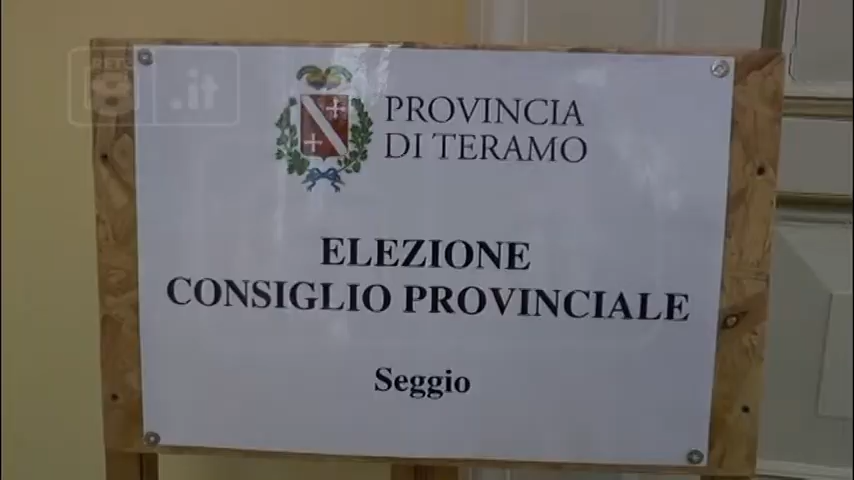 PROVINCIA
DI TERAMO
ELEZIONE
CONSIGLIO PROVINCIALE
Seggio
.it